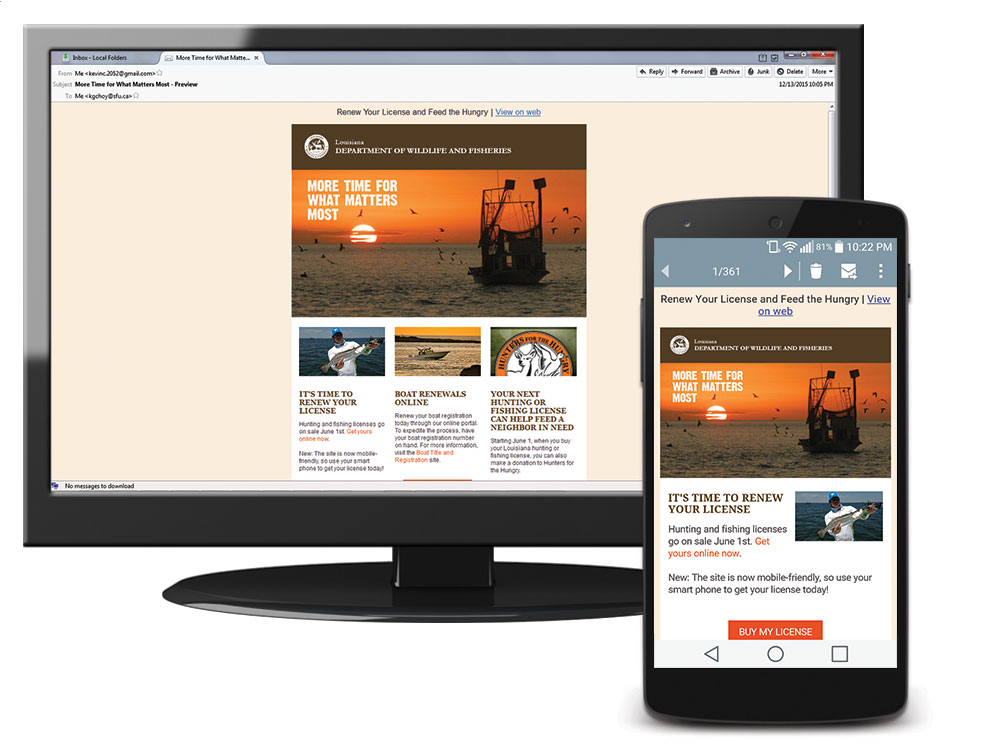 Inbox - Local Folders
More Time for What Matte...
From Me <kevinc.2052@gmail.com>
Reply Forward Archive Junk Delete More
Subject More Time for What Matters Most - Preview
12/13/2015 10:05 PM
To Me <kgchoy@sfu.ca>
Renew Your License and Feed the Hungry | View on web
Louisiana
DEPARTMENT OF WILDLIFE AND FISHERIES
MORE TIME FOR
WHAT MATTERS
MOST
IT'S TIME TO
RENEW YOUR
LICENSE
Hunting and fishing licenses go
on sale June 1st. Get yours
online now.
New: The site is now mobile-
friendly, so use your smart
phone to get your license today!
BOAT RENEWALS
ONLINE
Renew your boat registration
today through our online portal.
To expedite the process, have
your boat registration number
on hand. For more information,
visit the Boat Title and
Registration site.
HUNTERS FOR THE HUNGRY
YOUR NEXT
HUNTING OR
FISHING LICENSE
CAN HELP FEED A
NEIGHBOR IN NEED
Starting June 1, when you buy
your Louisiana hunting or
fishing license, you can also
make a donation to Hunters for
the Hungry.
No messages to download
81% 10:22 PM
1/361
Renew Your License and Feed the Hungry | View
on web
Louisiana
DEPARTMENT OF WILDLIFE AND FISHERIES
MORE TIME FOR
WHAT MATTERS
MOST
IT'S TIME TO RENEW
YOUR LICENSE
Hunting and fishing licenses
go on sale June 1st. Get
yours online now.
New: The site is now mobile-friendly, so use your
smart phone to get your license today!
BUY MY LICENSE